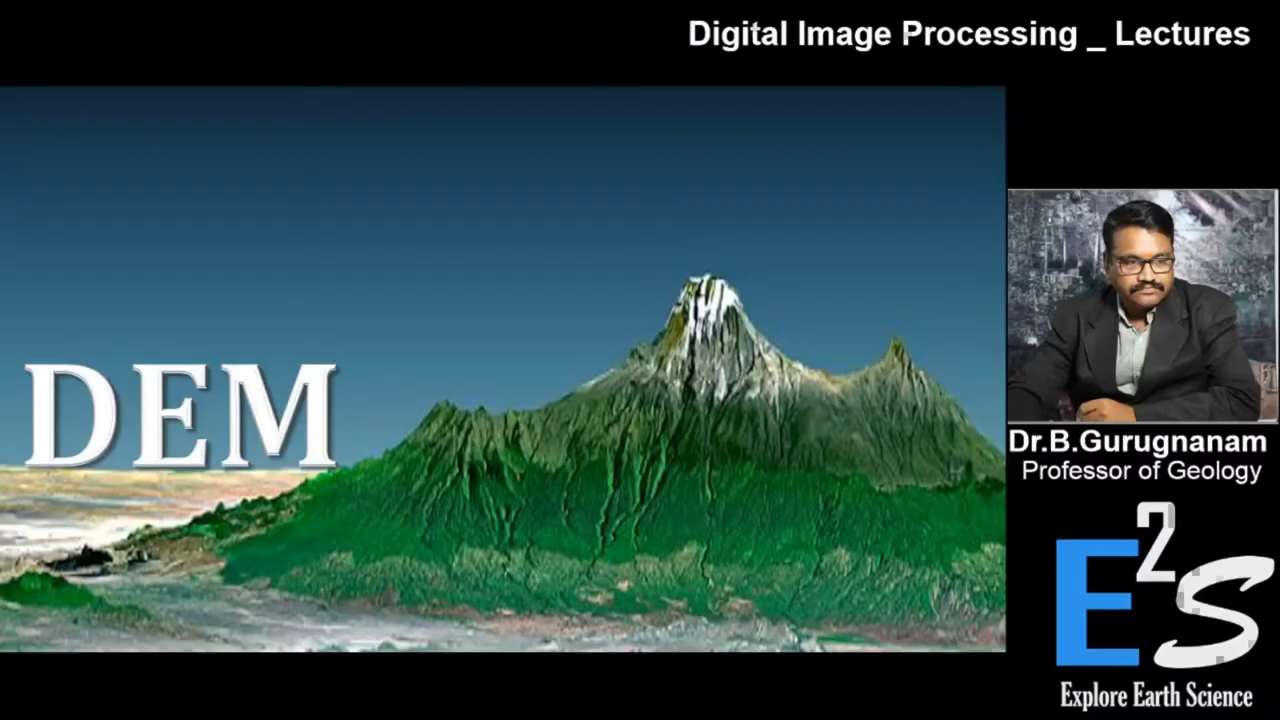 Digital Image Processing _ Lectures
DEM
Dr.B.Gurugnanam
Professor of Geology
E2S
Explore Earth Science